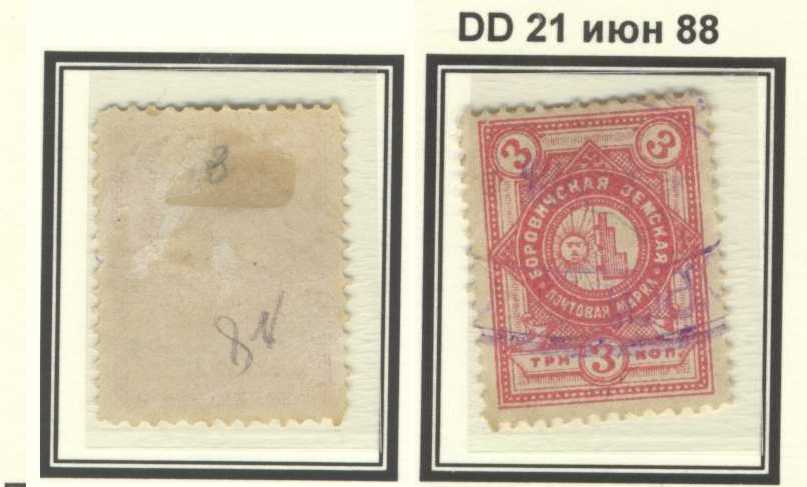 DD 21 июн 88
8
8
3 3
БОРОВИЧСКАЯ ЗЕМСКАЯ
ПОЧТОВАЯ МАРКА
ТРИ 3 КОП.